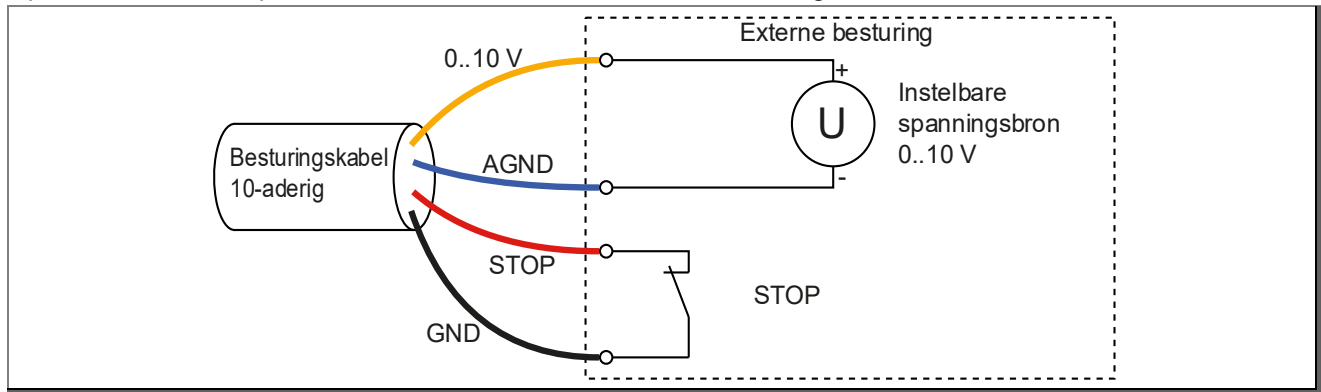 Externe besturing
0..10 V
+
U
Instelbare
spanningsbron
0..10 V
-
Besturingskabel
10-aderig
AGND
STOP
STOP
GND